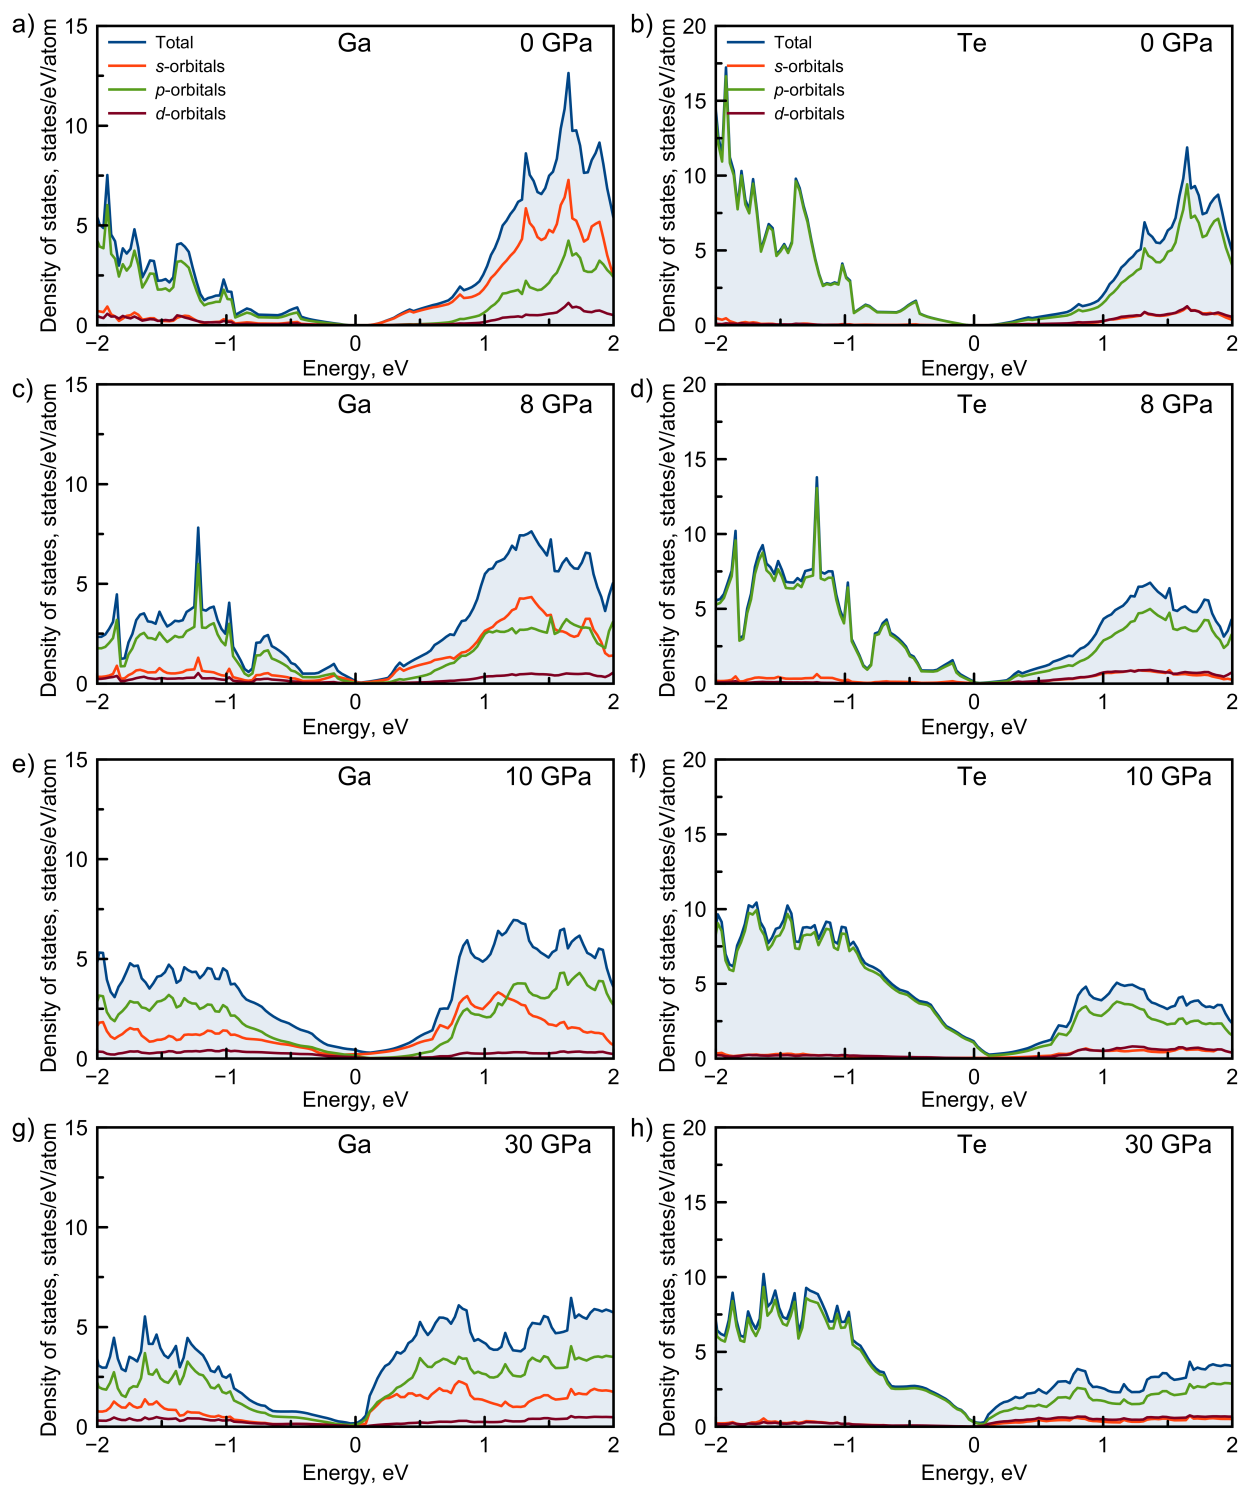 a)
Density of states, states/eV/atom
15
10
5
0
Total
s-orbitals
p-orbitals
d-orbitals
Ga
0 GPa
−2
−1
0
1
2
Energy, eV
b)
Density of states, states/eV/atom
20
15
10
5
0
Total
s-orbitals
p-orbitals
d-orbitals
Te
0 GPa
−2
−1
0
1
2
Energy, eV
c)
Density of states, states/eV/atom
15
10
5
0
Ga
8 GPa
−2
−1
0
1
2
Energy, eV
d)
Density of states, states/eV/atom
20
15
10
5
0
Te
8 GPa
−2
−1
0
1
2
Energy, eV
e)
Density of states, states/eV/atom
15
10
5
0
Ga
10 GPa
−2
−1
0
1
2
Energy, eV
f)
Density of states, states/eV/atom
20
15
10
5
0
Te
10 GPa
−2
−1
0
1
2
Energy, eV
g)
Density of states, states/eV/atom
15
10
5
0
Ga
30 GPa
−2
−1
0
1
2
Energy, eV
h)
Density of states, states/eV/atom
20
15
10
5
0
Te
30 GPa
−2
−1
0
1
2
Energy, eV